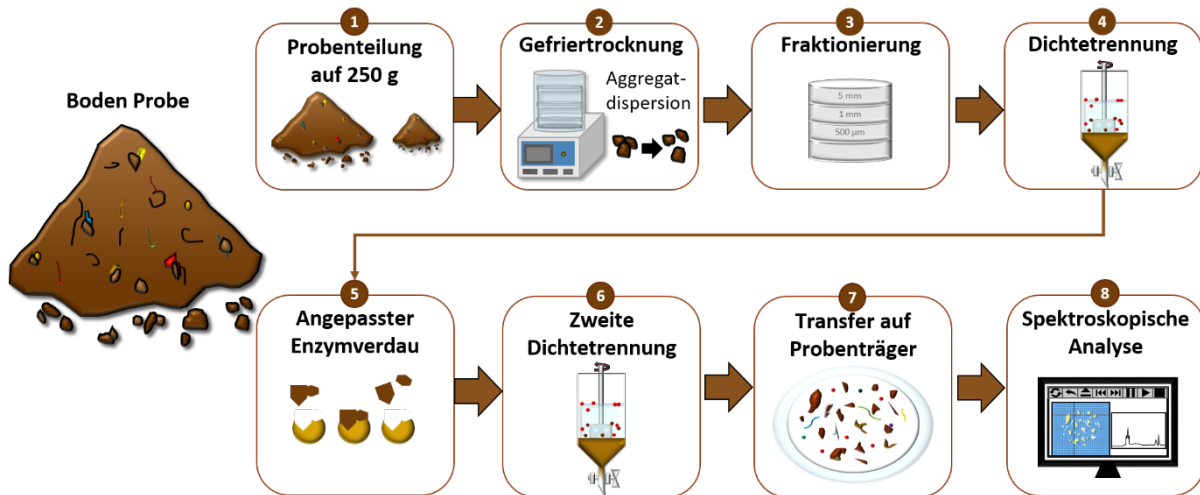 Boden Probe
1
Probenteilung
auf 250 g
2
Gefriertrocknung
Aggregat-
dispersion
3
Fraktionierung
5 mm
1 mm
500 µm
4
Dichtetrennung
5
Angepasster
Enzymverdau
6
Zweite
Dichtetrennung
7
Transfer auf
Probenträger
8
Spektroskopische
Analyse